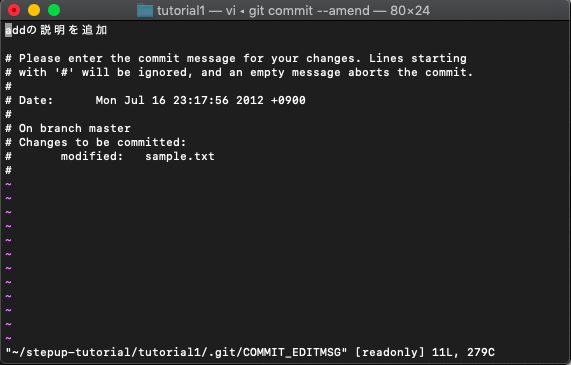 tutorial1 — vi ◂ git commit --amend — 80×24
addの説明を追加
# Please enter the commit message for your changes. Lines starting
# with '#' will be ignored, and an empty message aborts the commit.
#
# Date:      Mon Jul 16 23:17:56 2012 +0900
#
# On branch master
# Changes to be committed:
#       modified:   sample.txt
#
~
~
~
~
~
~
~
~
~
~
~
~
"~/stepup-tutorial/tutorial1/.git/COMMIT_EDITMSG" [readonly] 11L, 279C